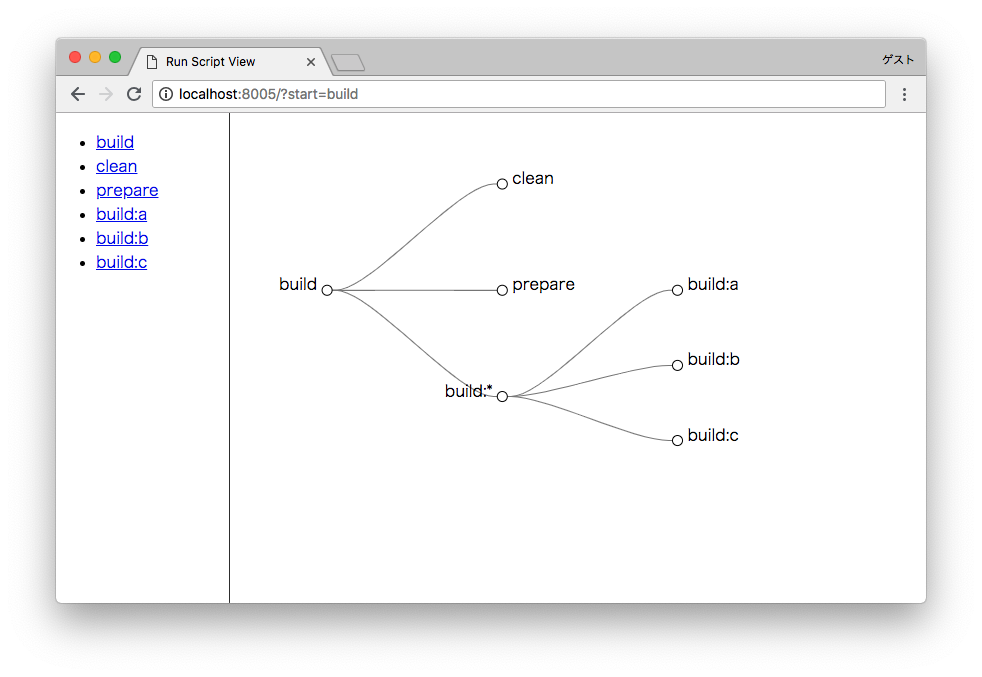 Run Script View
ゲスト
localhost:8005/?start=build
build
clean
prepare
build:a
build:b
build:c
clean
build
prepare
build:a
build:b
build:*
build:c